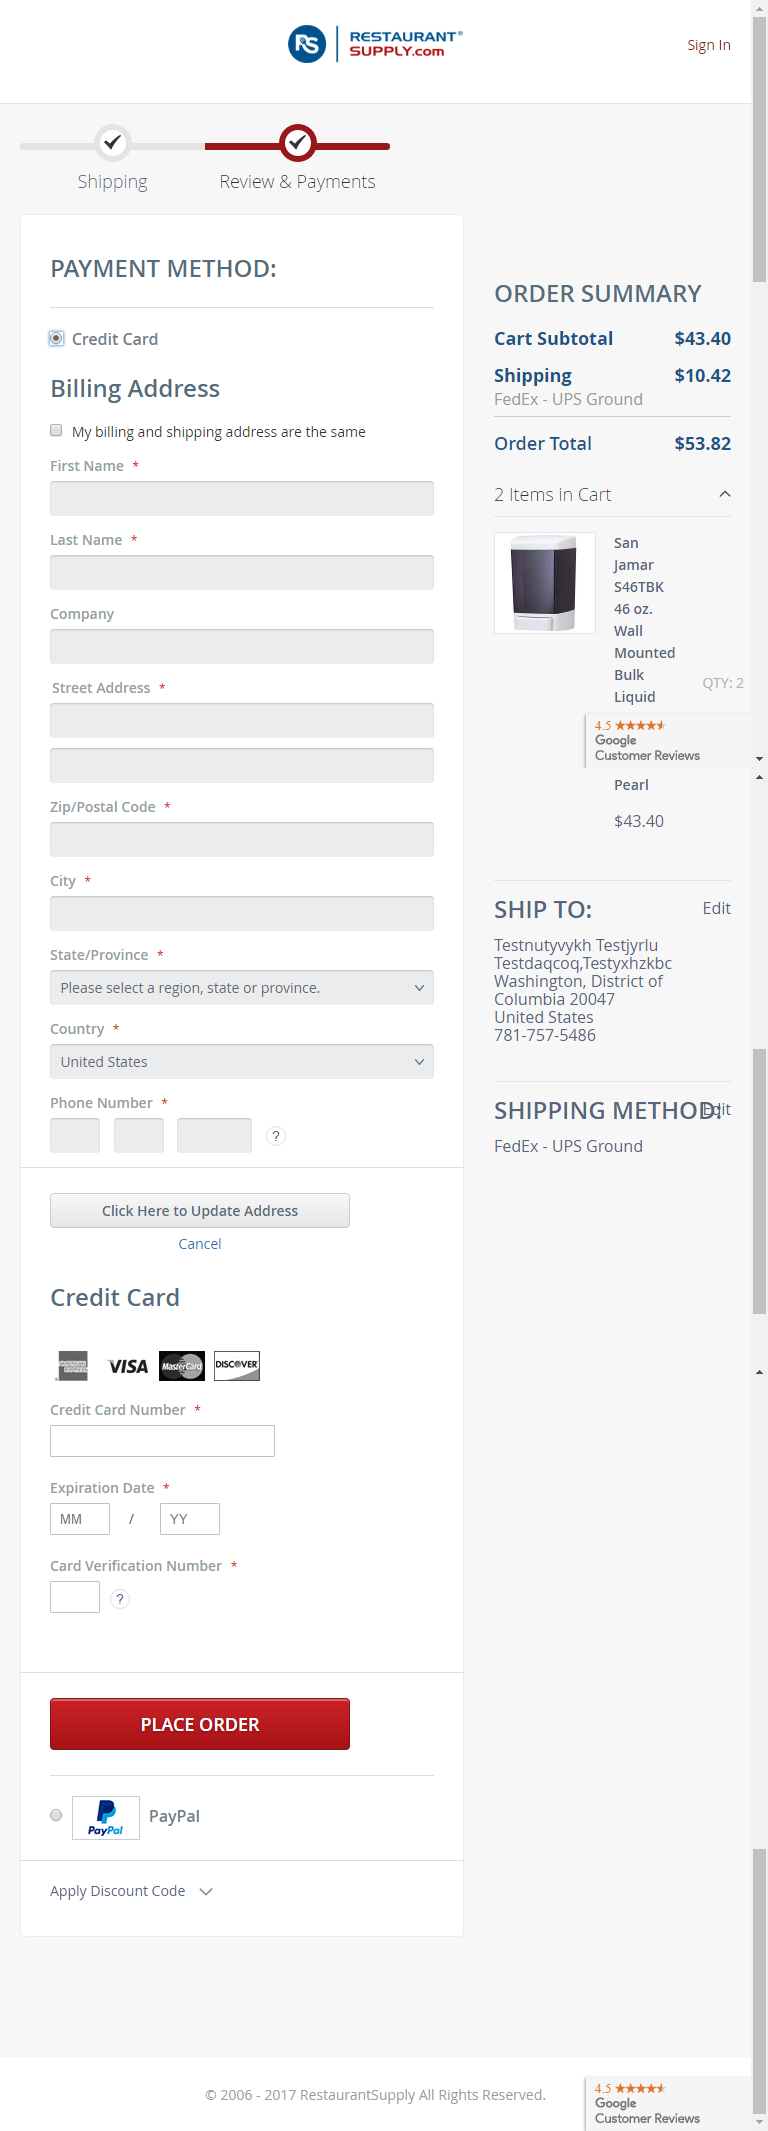 RS RESTAURANT®
SUPPLY.com
Sign In
Shipping
Review & Payments
PAYMENT METHOD:
Credit Card
Billing Address
My billing and shipping address are the same
First Name *
Last Name *
Company
Street Address *
Zip/Postal Code *
City *
State/Province *
Please select a region, state or province.
Country *
United States
Phone Number *
?
Click Here to Update Address
Cancel
Credit Card
AMERICAN EXPRESS
VISA
MasterCard
DISCOVER
Credit Card Number *
Expiration Date *
MM / YY
Card Verification Number *
?
PLACE ORDER
PayPal PayPal
Apply Discount Code
ORDER SUMMARY
Cart Subtotal $43.40
Shipping $10.42
FedEx - UPS Ground
Order Total $53.82
2 Items in Cart
San
Jamar
S46TBK
46 oz.
Wall
Mounted
Bulk
Liquid
QTY: 2
4.5
Google
Customer Reviews
Pearl
$43.40
SHIP TO: Edit
Testnutyvykh Testjyrlu
Testdaqcoq,Testyxhzkbc
Washington, District of
Columbia 20047
United States
781-757-5486
SHIPPING METHOD: Edit
FedEx - UPS Ground
© 2006 - 2017 RestaurantSupply All Rights Reserved.
4.5
Google
Customer Reviews